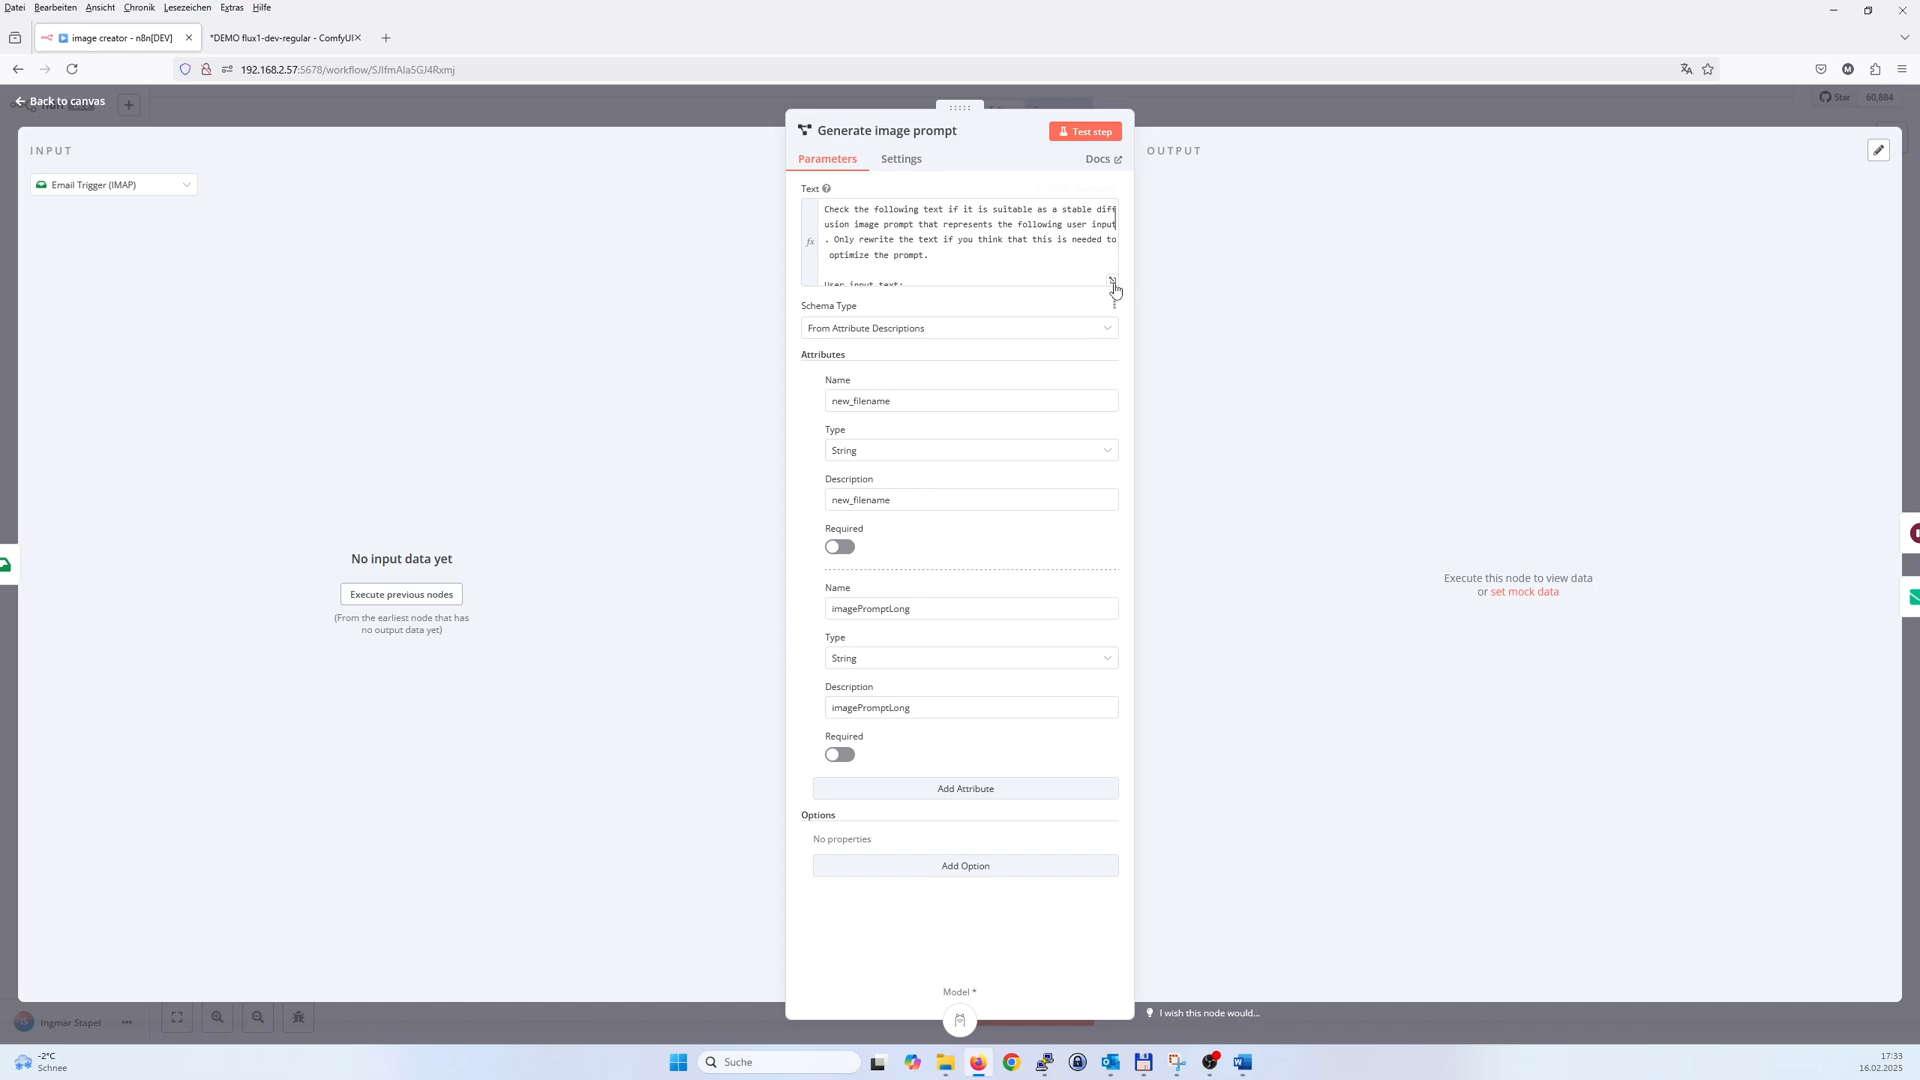 Datei Bearbeiten Ansicht Chronik Lesezeichen Extras Hilfe
image creator - n8n[DEV]
*DEMO flux1-dev-regular - ComfyUI
192.168.2.57:5678/workflow/SJIfmAla5GJ4Rxmj
Back to canvas
Star 60,884
INPUT
Email Trigger (IMAP)
No input data yet
Execute previous nodes
(From the earliest node that has
no output data yet)
Generate image prompt
Test step
Parameters Settings Docs
Text
fx
Check the following text if it is suitable as a stable diff
usion image prompt that represents the following user input
. Only rewrite the text if you think that this is needed to
optimize the prompt.
User input text:
Schema Type
From Attribute Descriptions
Attributes
Name
new_filename
Type
String
Description
new_filename
Required
Name
imagePromptLong
Type
String
Description
imagePromptLong
Required
Add Attribute
Options
No properties
Add Option
Model *
OUTPUT
Execute this node to view data
or set mock data
I wish this node would...
IS Ingmar Stapel
-2°C
Schnee
Suche
17:33
16.02.2025